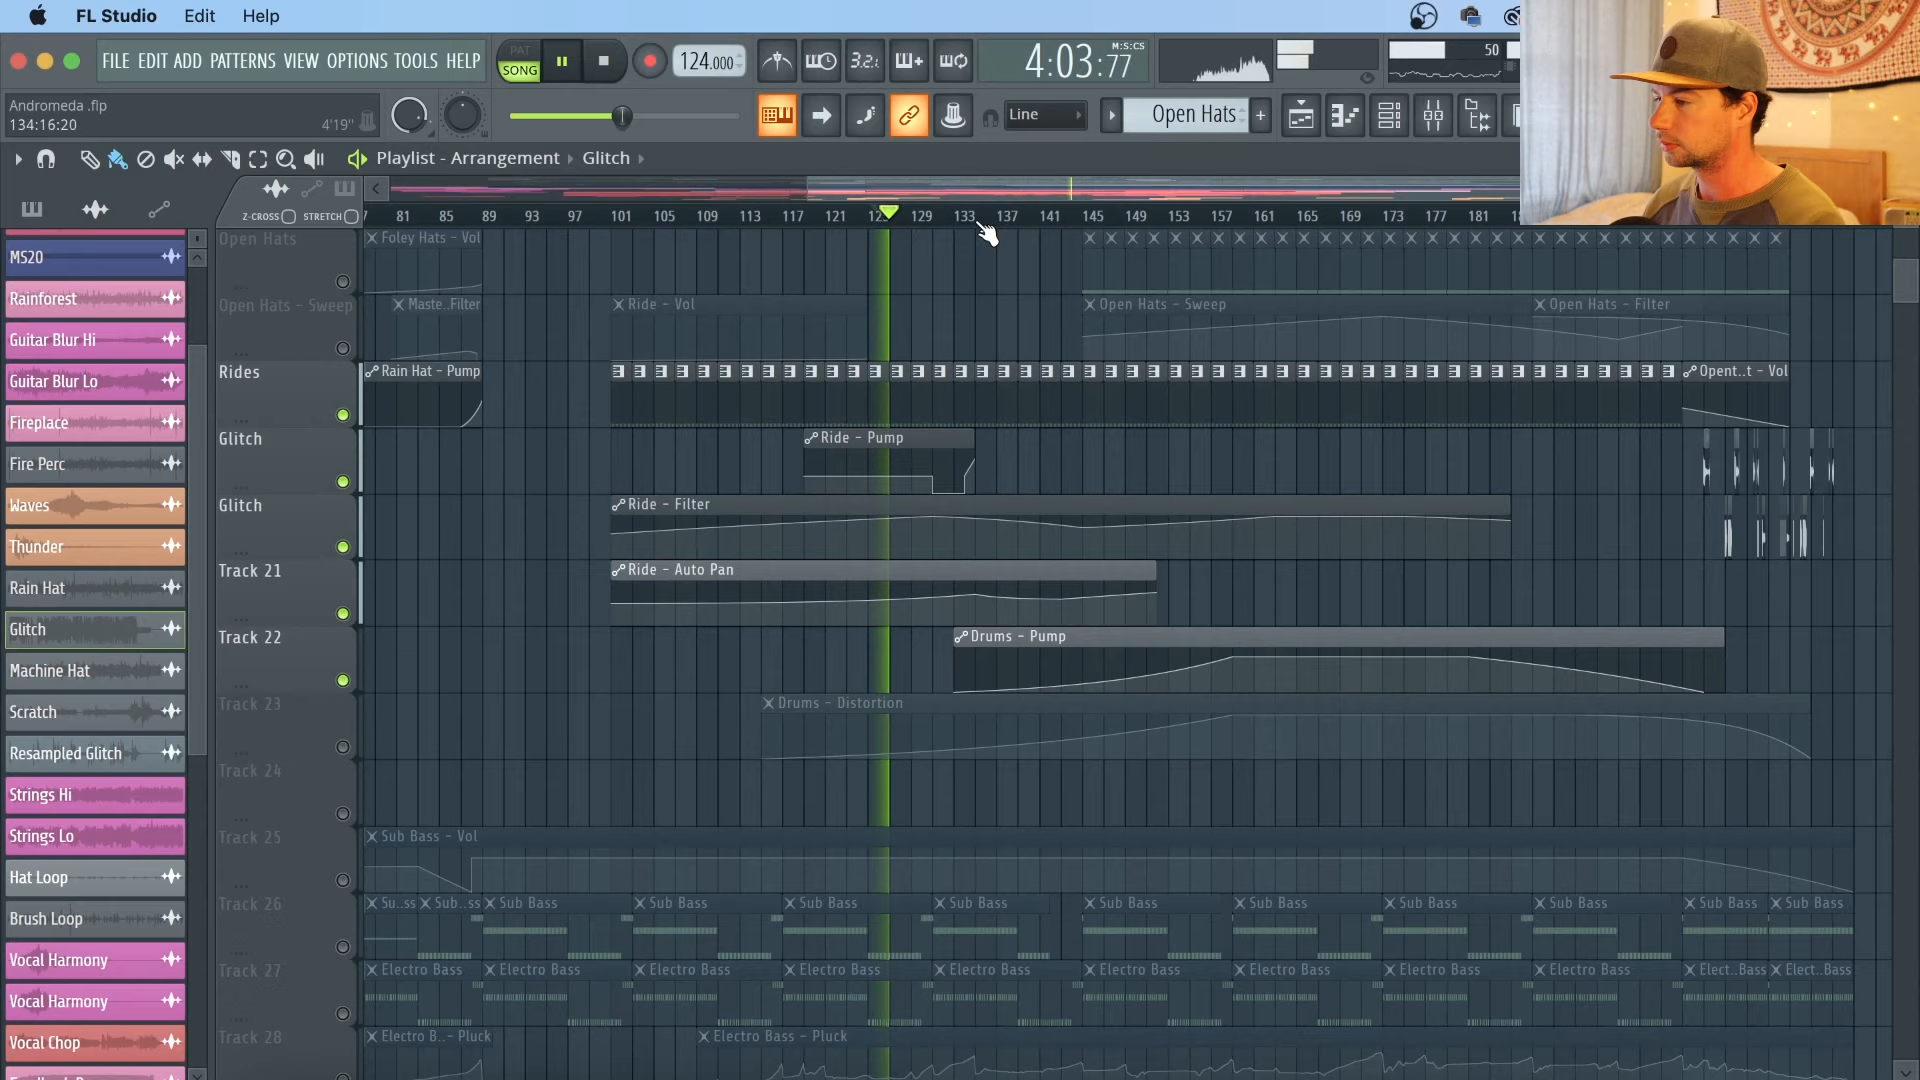 FL Studio Edit Help
FILE EDIT ADD PATTERNS VIEW OPTIONS TOOLS HELP
PAT
SONG
124.000
3.2.
4:03:77
M:S:CS
50
Andromeda .flp
134:16:20
4'19"
Line
Open Hats
Playlist - Arrangement
Glitch
Z-CROSS
STRETCH
7 81 85 89 93 97 101 105 109 113 117 121 129 133 137 141 145 149 153 157 161 165 169 173 177 181
MS20
Rainforest
Guitar Blur Hi
Guitar Blur Lo
Fireplace
Fire Perc
Waves
Thunder
Rain Hat
Glitch
Machine Hat
Scratch
Resampled Glitch
Strings Hi
Strings Lo
Hat Loop
Brush Loop
Vocal Harmony
Vocal Harmony
Vocal Chop
Open Hats
Foley Hats - Vol
Open Hats - Sweep
Maste..Filter
Ride - Vol
Open Hats - Sweep
Open Hats - Filter
Rides
Rain Hat - Pump
Opent..t - Vol
Glitch
Ride - Pump
Glitch
Ride - Filter
Track 21
Ride - Auto Pan
Track 22
Drums - Pump
Track 23
Drums - Distortion
Track 24
Track 25
Sub Bass - Vol
Track 26
Su..ss Sub..ss Sub Bass Sub Bass Sub Bass Sub Bass Sub Bass Sub Bass Sub Bass Sub Bass Sub Bass Sub Bass
Track 27
Electro Bass Electro Bass Electro Bass Electro Bass Electro Bass Electro Bass Electro Bass Electro Bass Electro Bass Elect..Bass Elect..Bass
Track 28
Electro B..- Pluck
Electro Bass - Pluck